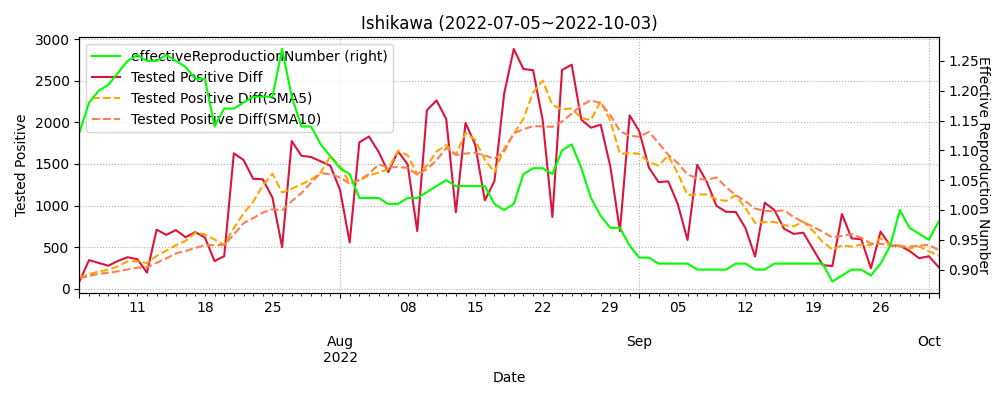 Ishikawa (2022-07-05~2022-10-03)
effectiveReproductionNumber (right)
Tested Positive Diff
Tested Positive Diff(SMA5)
Tested Positive Diff(SMA10)
Tested Positive
3000
2500
2000
1500
1000
500
0
1.25
1.20
1.15
1.10
1.05
1.00
0.95
0.90
Effective Reproduction Number
11 18 25 08 15 22 29 05 12 19 26
Aug Sep Oct
2022
Date